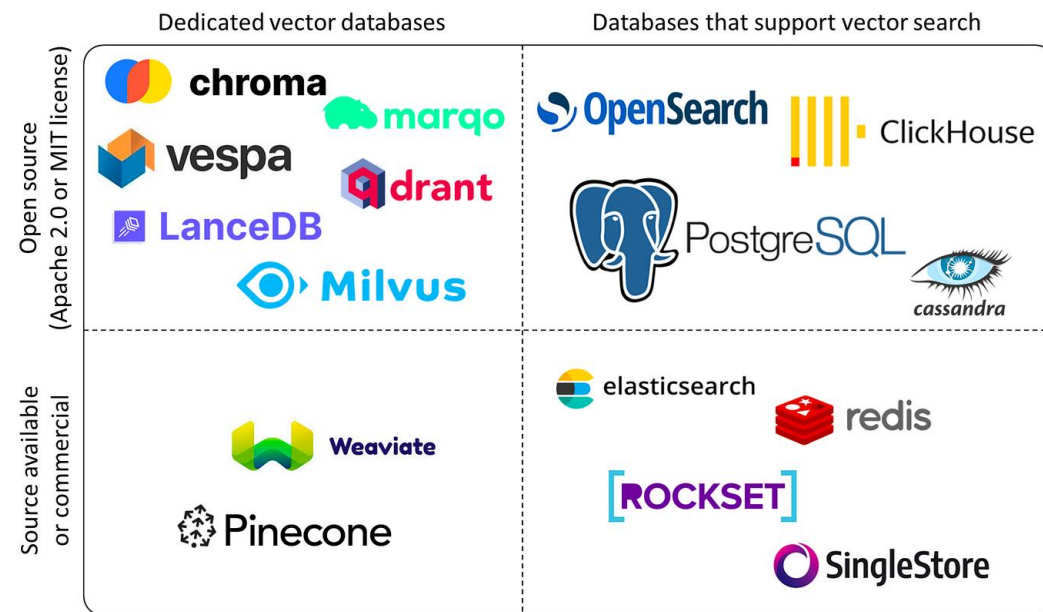 Dedicated vector databases
Databases that support vector search
Open source
(Apache 2.0 or MIT license)
chroma
marqo
vespa
qdrant
LanceDB
Milvus
OpenSearch
ClickHouse
PostgreSQL
cassandra
Source available
or commercial
Weaviate
Pinecone
elasticsearch
redis
ROCKSET
SingleStore